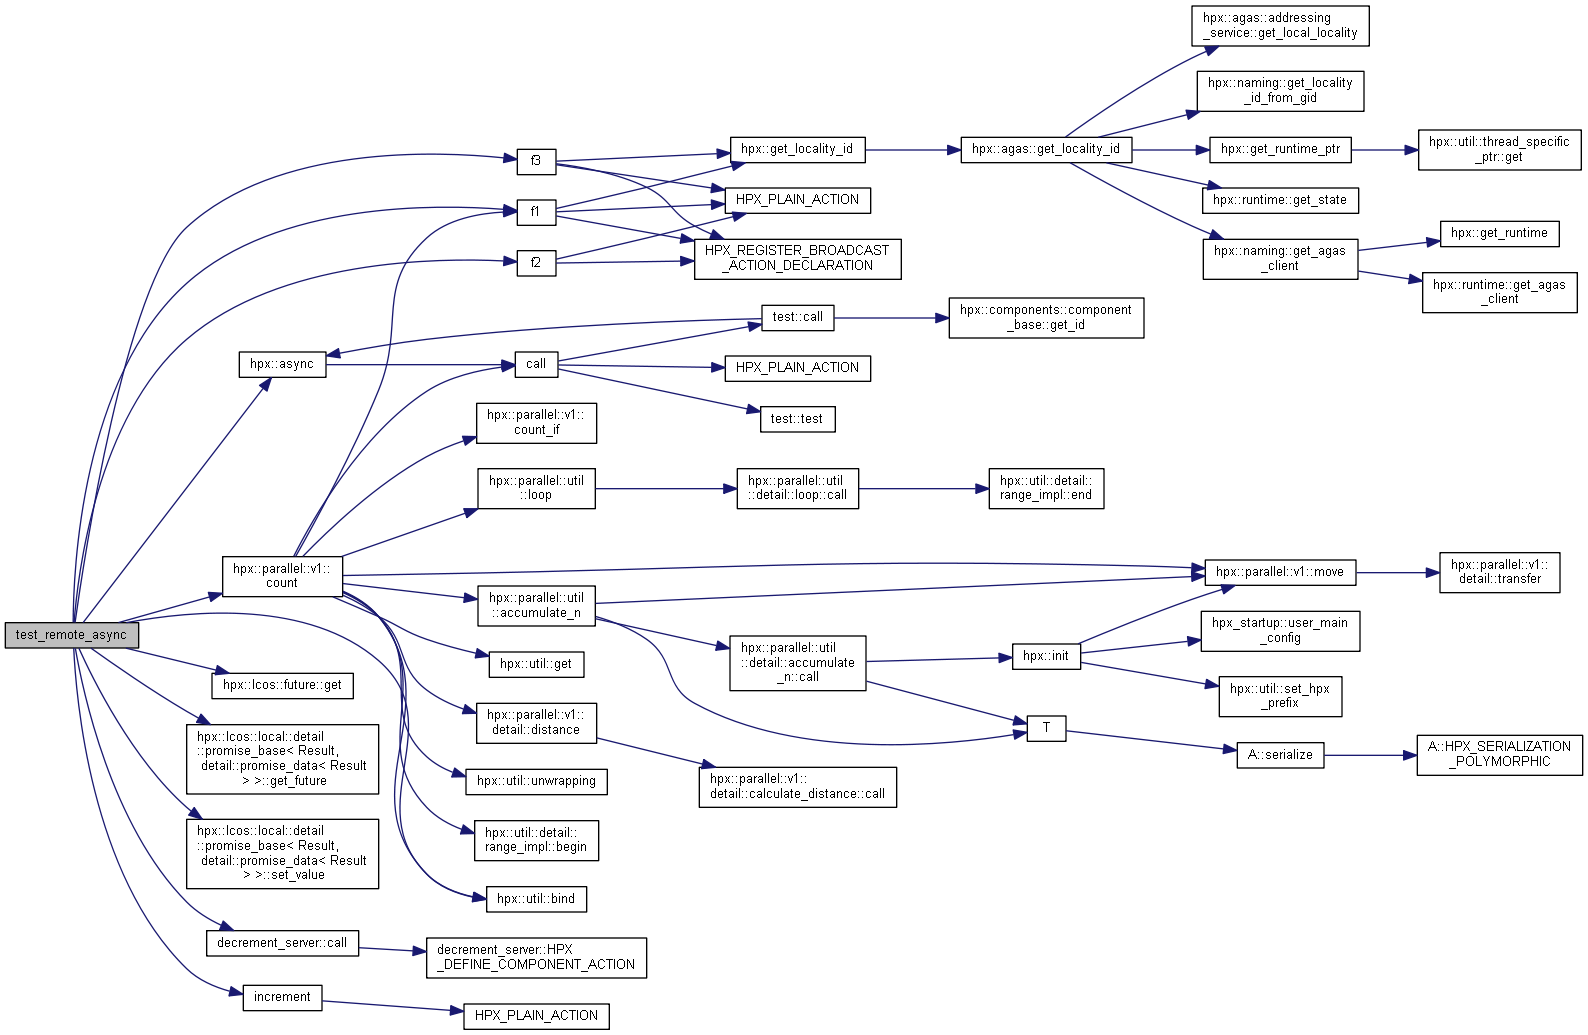 hpx::agas::addressing
_service::get_local_locality
hpx::naming::get_locality
_id_from_gid
f3
hpx::get_locality_id
hpx::agas::get_locality_id
hpx::get_runtime_ptr
hpx::util::thread_specific
_ptr::get
f1
HPX_PLAIN_ACTION
hpx::runtime::get_state
f2
HPX_REGISTER_BROADCAST
_ACTION_DECLARATION
hpx::naming::get_agas
_client
hpx::get_runtime
hpx::runtime::get_agas
_client
test::call
hpx::components::component
_base::get_id
hpx::async
call
HPX_PLAIN_ACTION
test::test
hpx::parallel::v1::
count_if
hpx::parallel::util
::loop
hpx::parallel::util
::detail::loop::call
hpx::util::detail::
range_impl::end
hpx::parallel::v1::
count
hpx::parallel::v1::move
hpx::parallel::v1::
detail::transfer
hpx::parallel::util
::accumulate_n
test_remote_async
hpx::util::get
hpx::parallel::util
::detail::accumulate
_n::call
hpx::init
hpx_startup::user_main
_config
hpx::util::set_hpx
_prefix
hpx::lcos::future::get
hpx::parallel::v1::
detail::distance
T
A::serialize
A::HPX_SERIALIZATION
_POLYMORPHIC
hpx::lcos::local::detail
::promise_base< Result,
detail::promise_data< Result
> >::get_future
hpx::util::unwrapping
hpx::parallel::v1::
detail::calculate_distance::call
hpx::lcos::local::detail
::promise_base< Result,
detail::promise_data< Result
> >::set_value
hpx::util::detail::
range_impl::begin
hpx::util::bind
decrement_server::call
decrement_server::HPX
_DEFINE_COMPONENT_ACTION
increment
HPX_PLAIN_ACTION